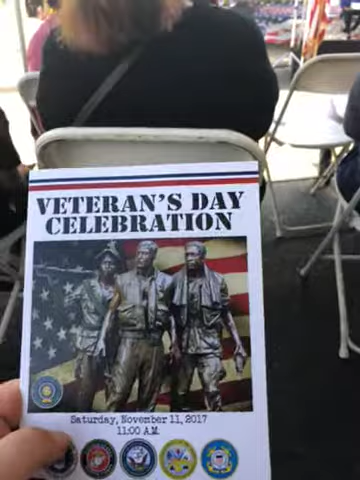 VETERAN'S DAY
CELEBRATION
Saturday, November 11, 2017
11:00 A.M.